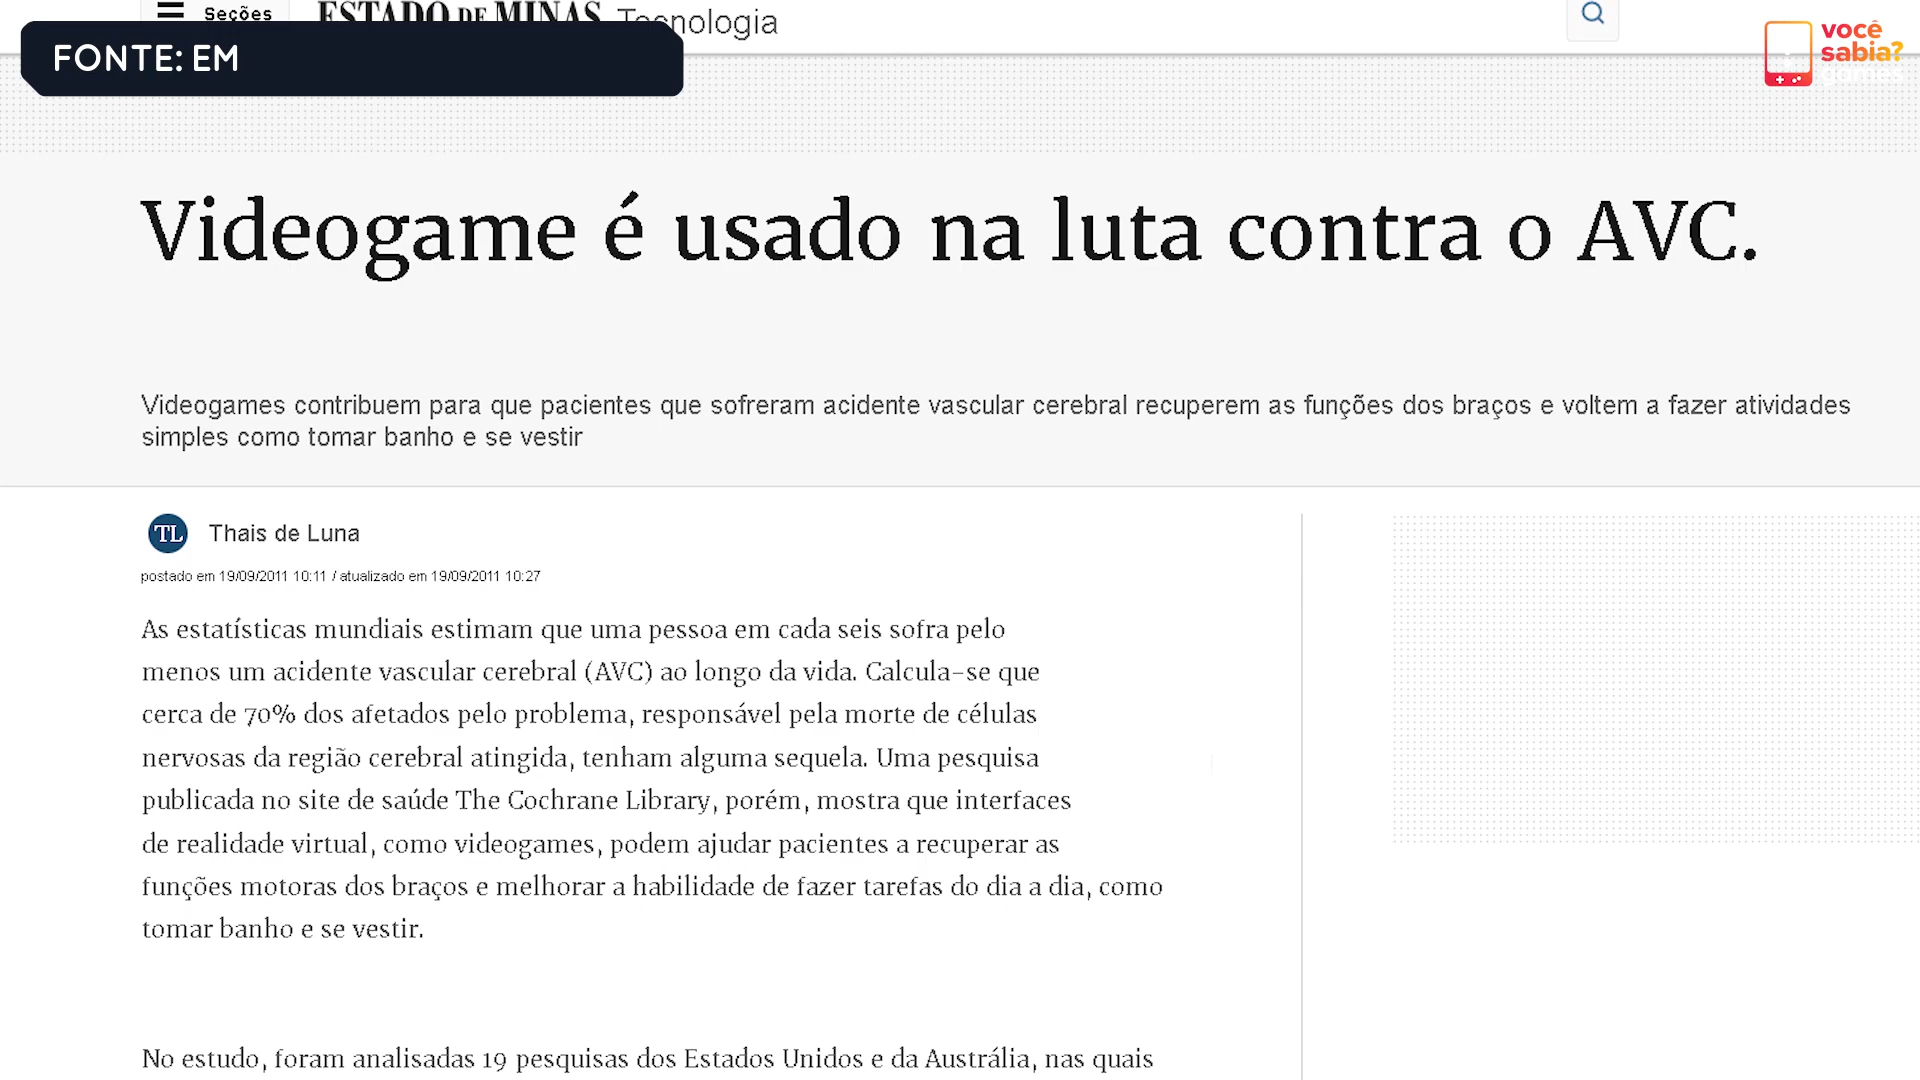 Seções
ESTADO DE MINAS Tecnologia
FONTE: EM
você
sabia?
games
Videogame é usado na luta contra o AVC.
Videogames contribuem para que pacientes que sofreram acidente vascular cerebral recuperem as funções dos braços e voltem a fazer atividades
simples como tomar banho e se vestir
TL Thais de Luna
postado em 19/09/2011 10:11 / atualizado em 19/09/2011 10:27
As estatísticas mundiais estimam que uma pessoa em cada seis sofra pelo
menos um acidente vascular cerebral (AVC) ao longo da vida. Calcula-se que
cerca de 70% dos afetados pelo problema, responsável pela morte de células
nervosas da região cerebral atingida, tenham alguma sequela. Uma pesquisa
publicada no site de saúde The Cochrane Library, porém, mostra que interfaces
de realidade virtual, como videogames, podem ajudar pacientes a recuperar as
funções motoras dos braços e melhorar a habilidade de fazer tarefas do dia a dia, como
tomar banho e se vestir.
No estudo, foram analisadas 19 pesquisas dos Estados Unidos e da Austrália, nas quais